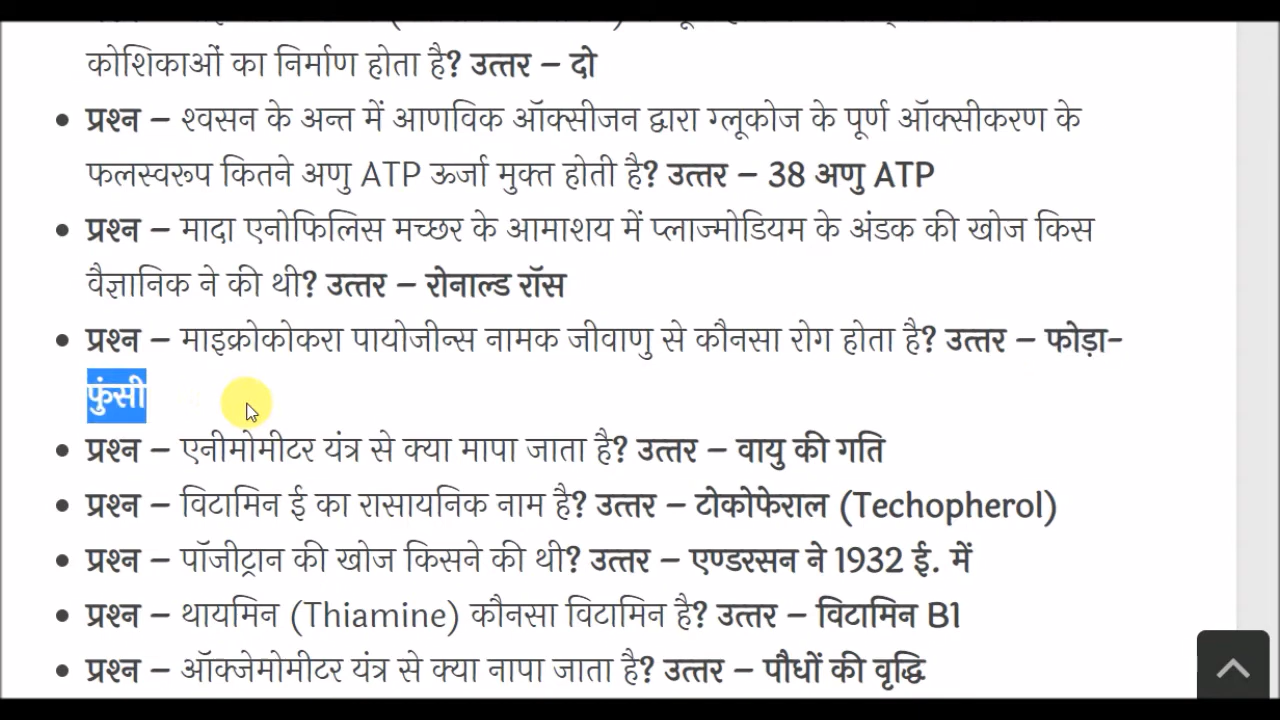 कोशिकाओं का निर्माण होता है? उत्तर – दो
प्रश्न – श्वसन के अन्त में आणविक ऑक्सीजन द्वारा ग्लूकोज के पूर्ण ऑक्सीकरण के
फलस्वरूप कितने अणु ATP ऊर्जा मुक्त होती है? उत्तर – 38 अणु ATP
प्रश्न – मादा एनोफिलिस मच्छर के आमाशय में प्लाज्मोडियम के अंडक की खोज किस
वैज्ञानिक ने की थी? उत्तर – रोनाल्ड रॉस
प्रश्न – माइक्रोकोकरा पायोजीन्स नामक जीवाणु से कौनसा रोग होता है? उत्तर – फोड़ा-
फुंसी
प्रश्न – एनीमोमीटर यंत्र से क्या मापा जाता है? उत्तर – वायु की गति
प्रश्न – विटामिन ई का रासायनिक नाम है? उत्तर – टोकोफेराल (Techopherol)
प्रश्न – पॉजीट्रान की खोज किसने की थी? उत्तर – एण्डरसन ने 1932 ई. में
प्रश्न – थायमिन (Thiamine) कौनसा विटामिन है? उत्तर – विटामिन B1
प्रश्न – ऑक्जेमोमीटर यंत्र से क्या नापा जाता है? उत्तर – पौधों की वृद्धि